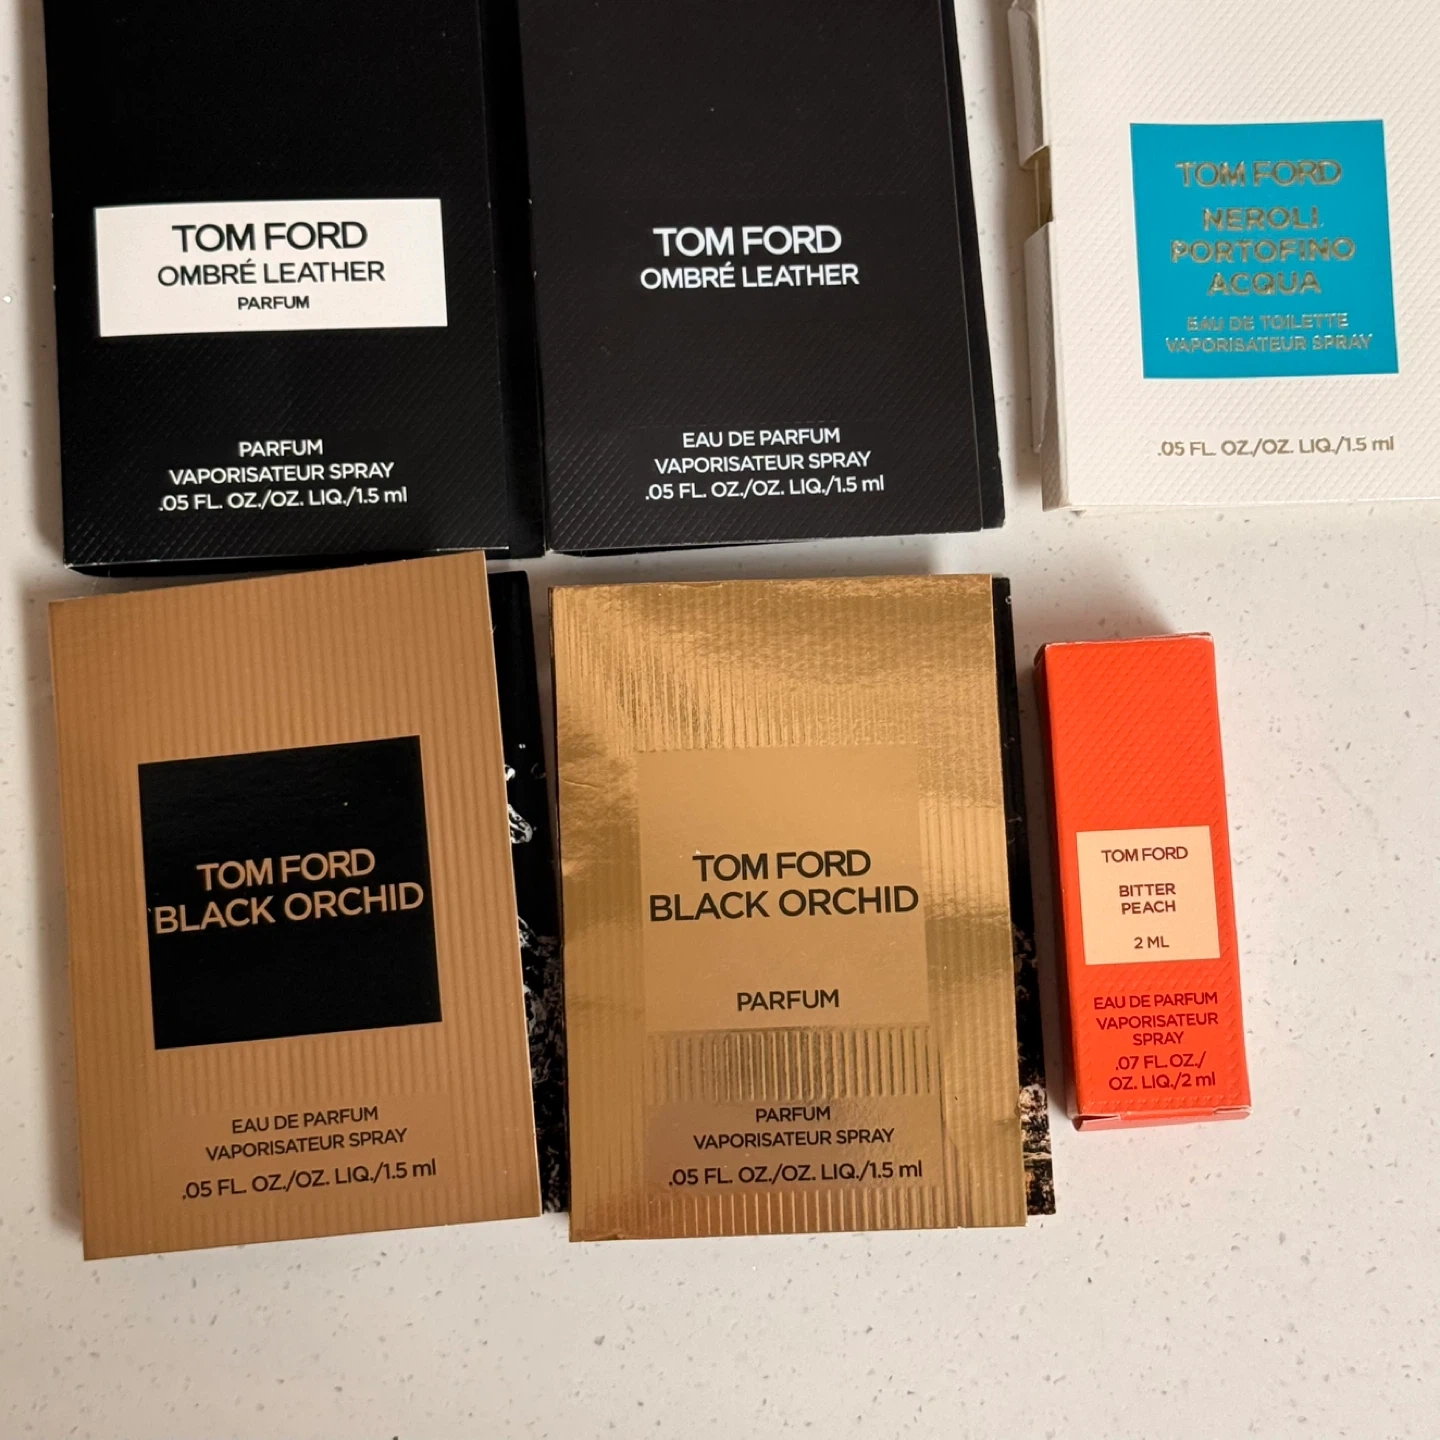 TOM FORD
OMBRÉ LEATHER
PARFUM
PARFUM
VAPORISATEUR SPRAY
.05 FL. OZ./OZ. LIQ./1.5 ml
TOM FORD
OMBRÉ LEATHER
EAU DE PARFUM
VAPORISATEUR SPRAY
.05 FL. OZ./OZ. LIQ./1.5 ml
TOM FORD
NEROLI
PORTOFINO
ACQUA
EAU DE TOILETTE
VAPORISATEUR SPRAY
.05 FL. OZ./OZ. LIQ./1.5 ml
TOM FORD
BLACK ORCHID
EAU DE PARFUM
VAPORISATEUR SPRAY
.05 FL. OZ./OZ. LIQ./1.5 ml
TOM FORD
BLACK ORCHID
PARFUM
PARFUM
VAPORISATEUR SPRAY
.05 FL. OZ./OZ. LIQ./1.5 ml
TOM FORD
BITTER
PEACH
2 ML
EAU DE PARFUM
VAPORISATEUR
SPRAY
.07 FL. OZ./
OZ. LIQ./2 ml